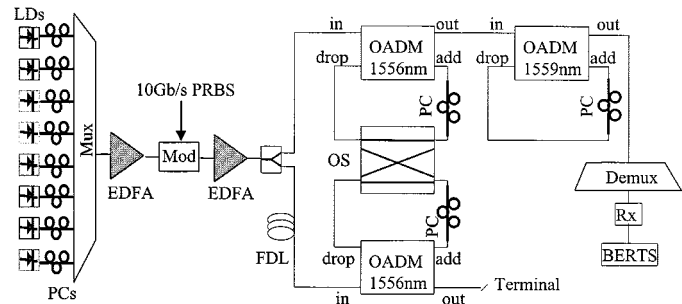 LDs
in
out
in
out
OADM
1556nm
OADM
1559nm
drop
add
drop
add
10Gb/s PRBS
PC
PC
Mux
Mod
OS
EDFA
EDFA
Demux
PC
Rx
FDL
drop
add
OADM
1556nm
BERTS
Terminal
PCs
in
out